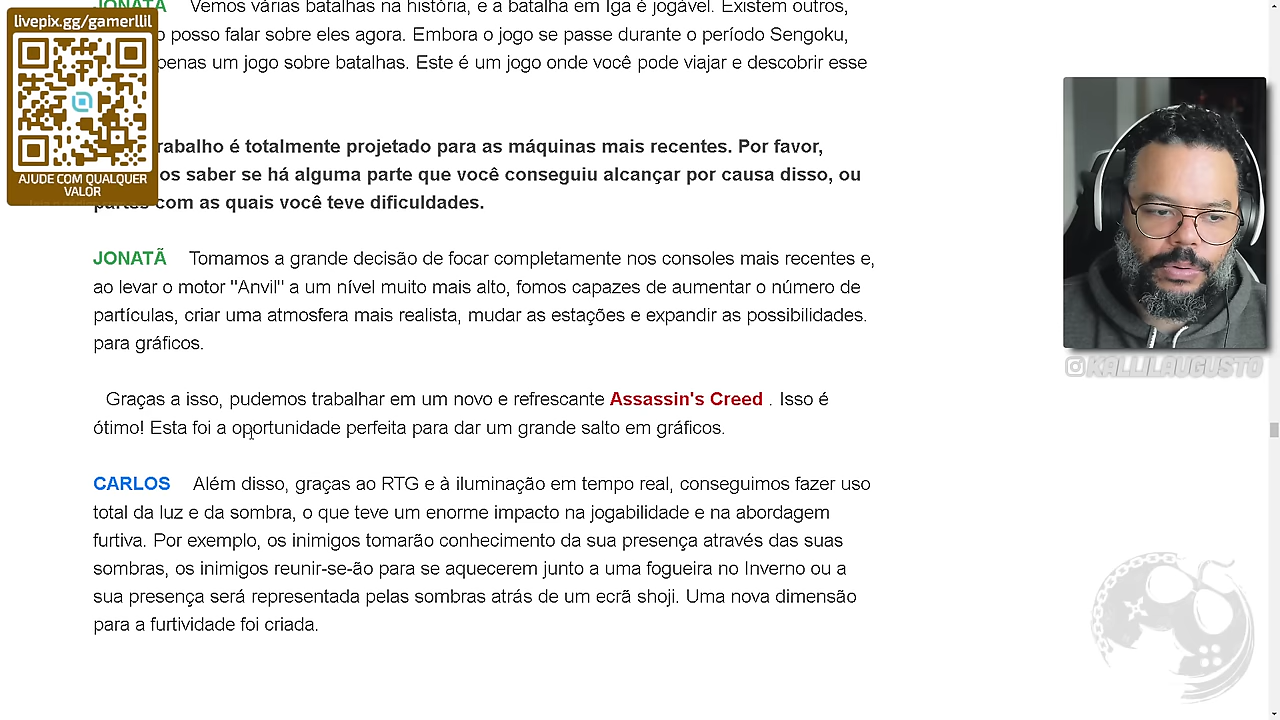 JONATÃ Vemos várias batalhas na história, e a batalha em Iga é jogável. Existem outros,
livepix.gg/gamerllil
posso falar sobre eles agora. Embora o jogo se passe durante o período Sengoku,
penas um jogo sobre batalhas. Este é um jogo onde você pode viajar e descobrir esse
rabalho é totalmente projetado para as máquinas mais recentes. Por favor,
os saber se há alguma parte que você conseguiu alcançar por causa disso, ou
AJUDE COM QUALQUER
VALOR
partes com as quais você teve dificuldades.
JONATÃ Tomamos a grande decisão de focar completamente nos consoles mais recentes e,
ao levar o motor "Anvil" a um nível muito mais alto, fomos capazes de aumentar o número de
partículas, criar uma atmosfera mais realista, mudar as estações e expandir as possibilidades.
para gráficos.
KALLILAUGUSTO
Graças a isso, pudemos trabalhar em um novo e refrescante Assassin's Creed . Isso é
ótimo! Esta foi a oportunidade perfeita para dar um grande salto em gráficos.
CARLOS Além disso, graças ao RTG e à iluminação em tempo real, conseguimos fazer uso
total da luz e da sombra, o que teve um enorme impacto na jogabilidade e na abordagem
furtiva. Por exemplo, os inimigos tomarão conhecimento da sua presença através das suas
sombras, os inimigos reunir-se-ão para se aquecerem junto a uma fogueira no Inverno ou a
sua presença será representada pelas sombras atrás de um ecrã shoji. Uma nova dimensão
para a furtividade foi criada.